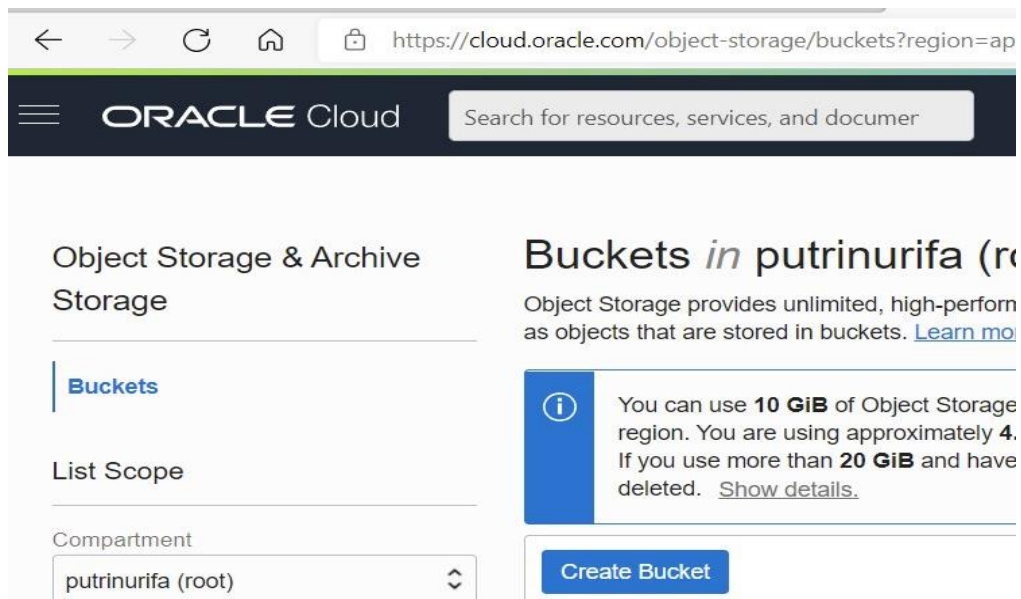 https://cloud.oracle.com/object-storage/buckets?region=ap
ORACLE Cloud
Search for resources, services, and documer
Object Storage & Archive
Storage
Buckets
List Scope
Compartment
putrinurifa (root)
Buckets in putrinurifa (ro
Object Storage provides unlimited, high-perforn
as objects that are stored in buckets. Learn mor
You can use 10 GiB of Object Storage
region. You are using approximately 4.
If you use more than 20 GiB and have
deleted. Show details.
Create Bucket